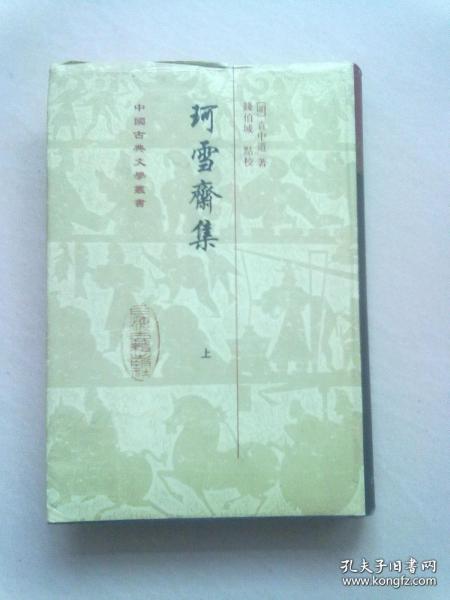 [明] 袁中道 著
錢伯城 點校
珂雪齋集
上
中國古典文學叢書
孔夫子旧书网
www.kongfz.com